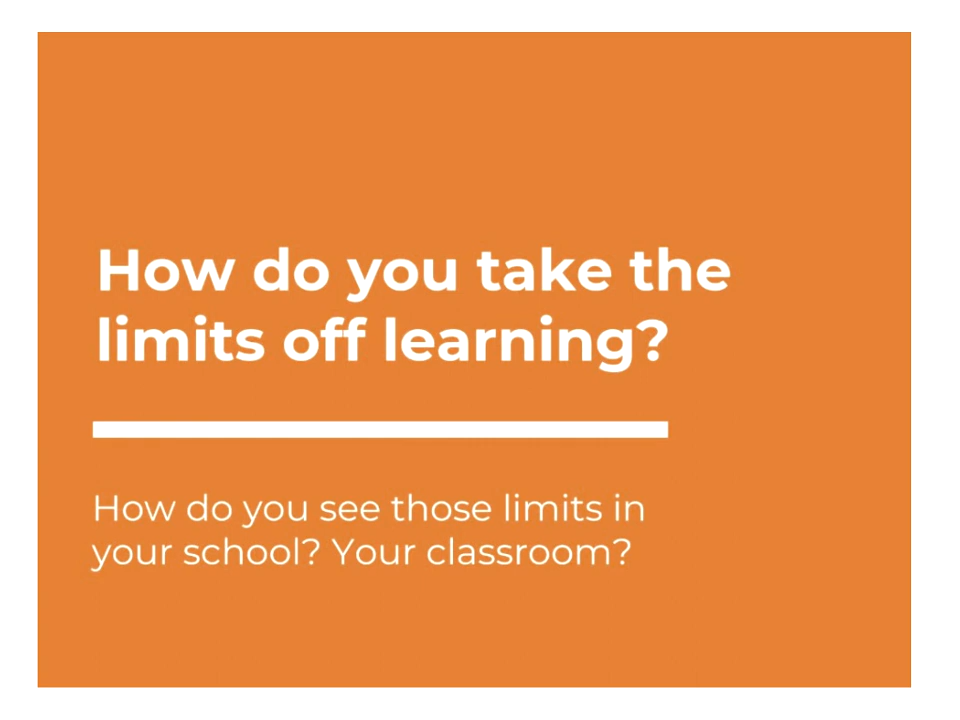 How do you take the
limits off learning?
How do you see those limits in
your school? Your classroom?